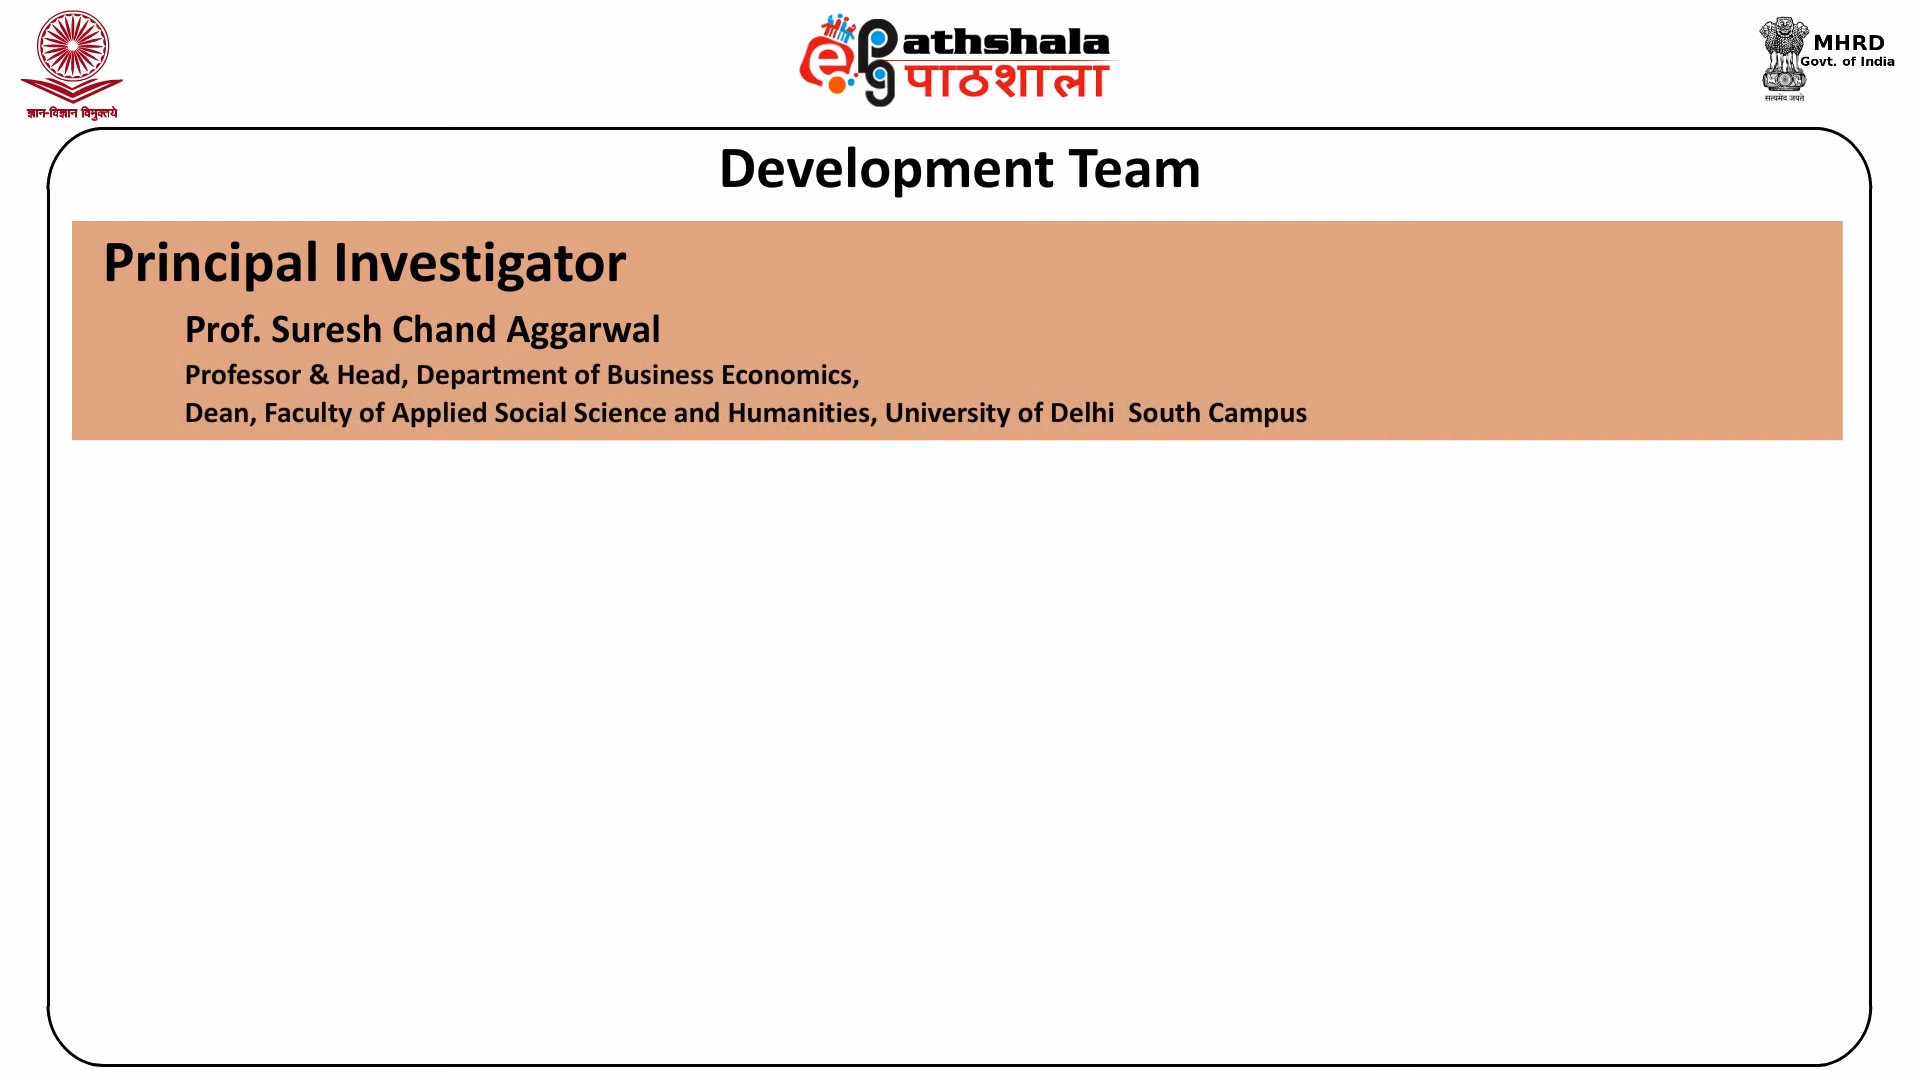 ज्ञान-विज्ञान विमुक्तये
e pg athshala
पाठशाला
MHRD
Govt. of India
सत्यमेव जयते
Development Team
Principal Investigator
Prof. Suresh Chand Aggarwal
Professor & Head, Department of Business Economics,
Dean, Faculty of Applied Social Science and Humanities, University of Delhi  South Campus